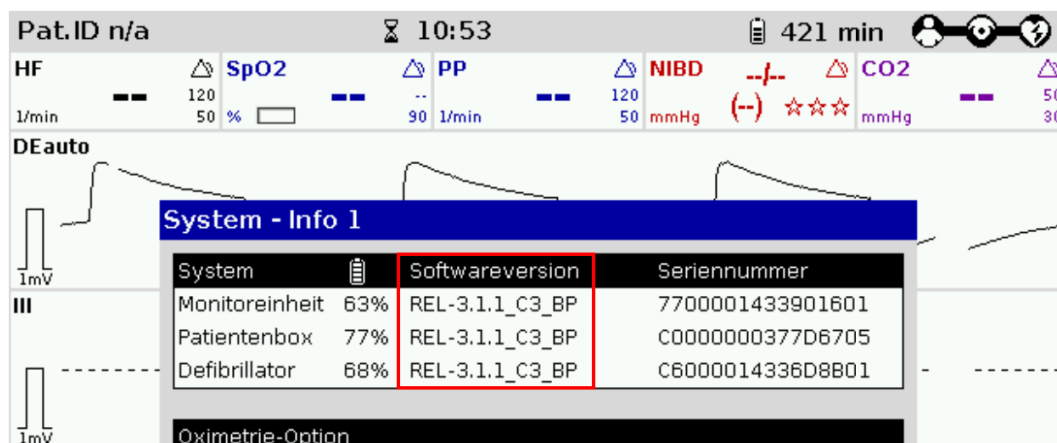 Pat.ID n/a 10:53 421 min
HF 120 50 1/min --
SpO2 -- 90 % --
PP 120 50 1/min --
NIBD --/-- (--) mmHg
CO2 -- mmHg
DEauto
1mV
System - Info 1
System Softwareversion Seriennummer
Monitoreinheit 63% REL-3.1.1_C3_BP 7700001433901601
Patientenbox 77% REL-3.1.1_C3_BP C0000000377D6705
Defibrillator 68% REL-3.1.1_C3_BP C6000014336D8B01
III
1mV
Oximetrie-Option